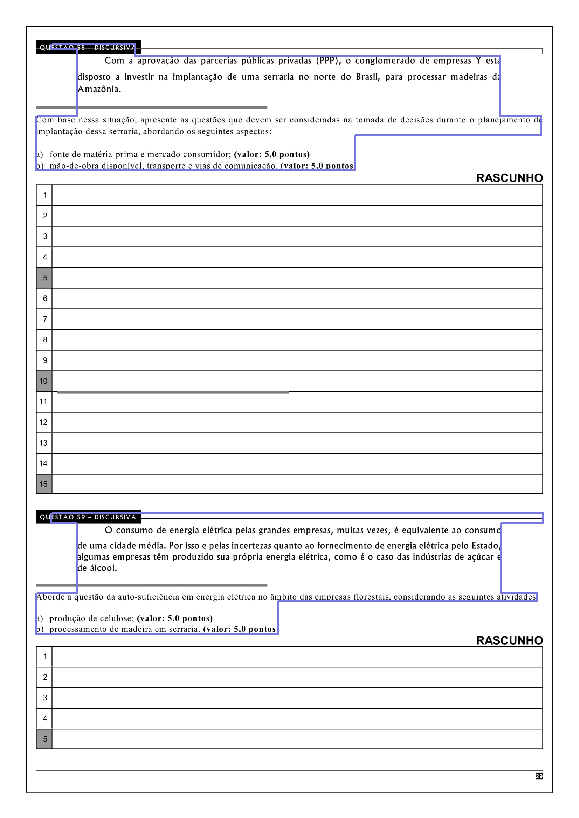 QUESTÃO 58 – DISCURSIVA
Com a aprovação das parcerias públicas privadas (PPP), o conglomerado de empresas Y está
disposto a investir na implantação de uma serraria no norte do Brasil, para processar madeiras da
Amazônia.
Com base nessa situação, apresente as questões que devem ser consideradas na tomada de decisões durante o planejamento de
implantação dessa serraria, abordando os seguintes aspectos:
a) fonte de matéria prima e mercado consumidor; (valor: 5,0 pontos)
b) mão-de-obra disponível, transporte e vias de comunicação. (valor: 5,0 pontos
RASCUNHO
1
2
3
4
5
6
7
8
9
10
11
12
13
14
15
QUESTÃO 59 – DISCURSIVA
O consumo de energia elétrica pelas grandes empresas, muitas vezes, é equivalente ao consumo
de uma cidade média. Por isso e pelas incertezas quanto ao fornecimento de energia elétrica pelo Estado,
algumas empresas têm produzido sua própria energia elétrica, como é o caso das indústrias de açúcar e
de álcool.
Aborde a questão da auto-suficiência em energia elétrica no âmbito das empresas florestais, considerando as seguintes atividades
a) produção de celulose; (valor: 5,0 pontos)
b) processamento de madeira em serraria. (valor: 5,0 pontos
RASCUNHO
1
2
3
4
5